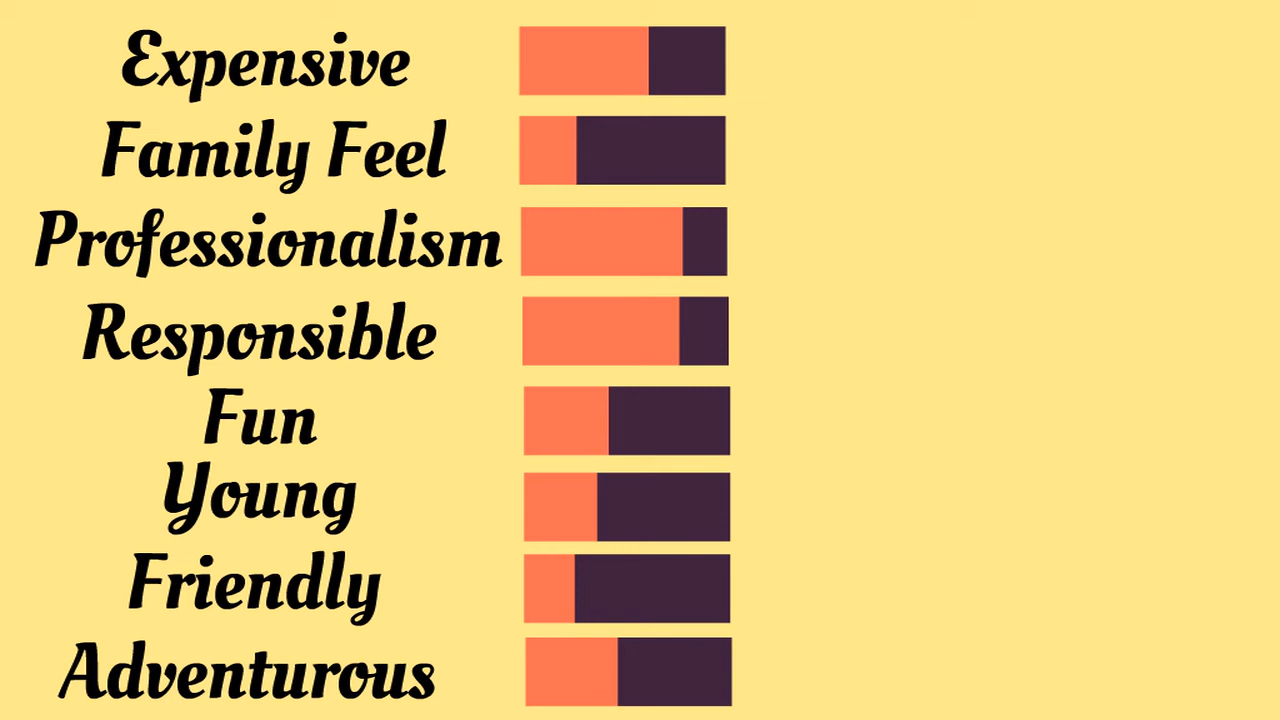 Expensive
Family Feel
Professionalism
Responsible
Fun
Young
Friendly
Adventurous